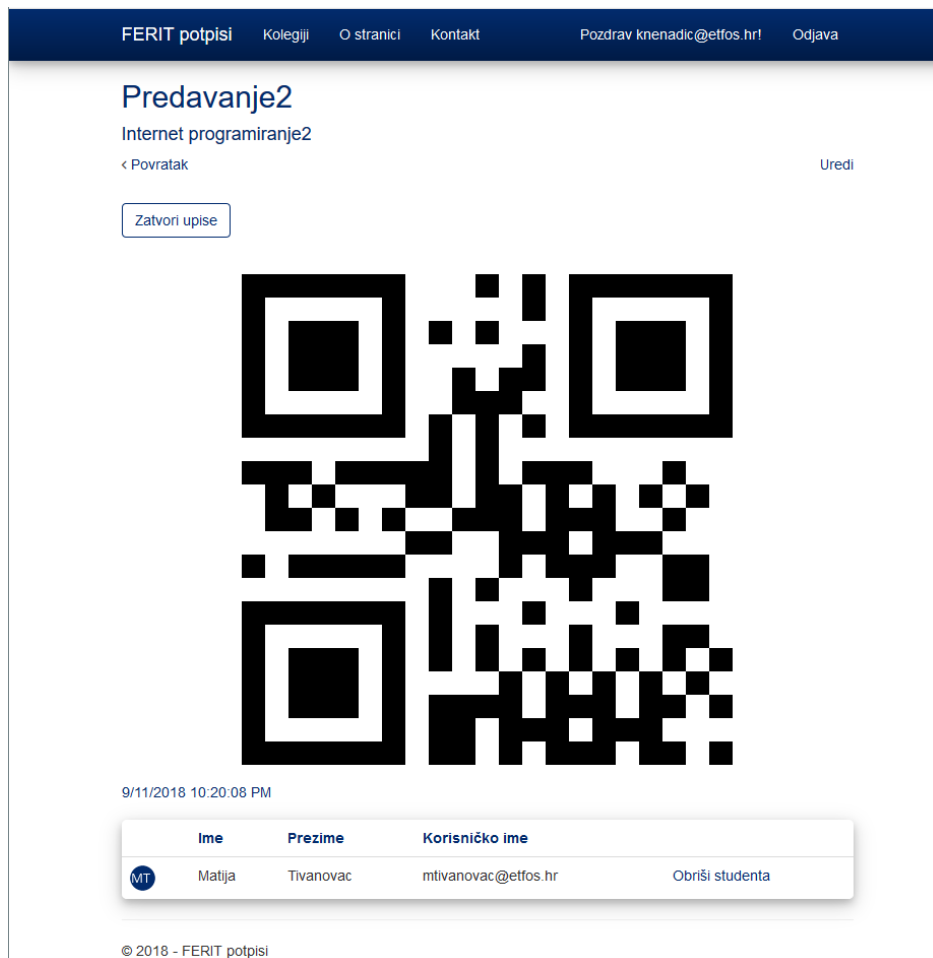 FERIT potpisi Kolegiji O stranici Kontakt Pozdrav knenadic@etfos.hr! Odjava
Predavanje2
Internet programiranje2
‹ Povratak Uredi
Zatvori upise
9/11/2018 10:20:08 PM
Ime Prezime Korisničko ime
MT Matija Tivanovac mtivanovac@etfos.hr Obriši studenta
© 2018 - FERIT potpisi